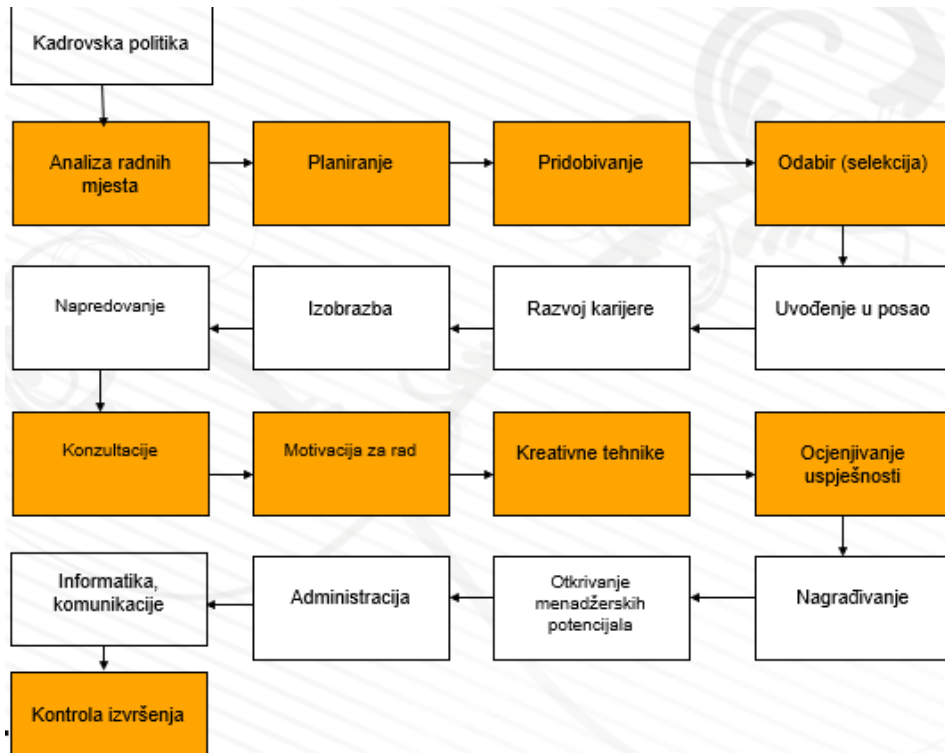 Kadrovska politika
Analiza radnih
mjesta
Planiranje
Pridobivanje
Odabir (selekcija)
Napredovanje
Izobrazba
Razvoj karijere
Uvođenje u posao
Konzultacije
Motivacija za rad
Kreativne tehnike
Ocjenjivanje
uspješnosti
Informatika,
komunikacije
Administracija
Otkrivanje
menadžerskih
potencijala
Nagrađivanje
Kontrola izvršenja